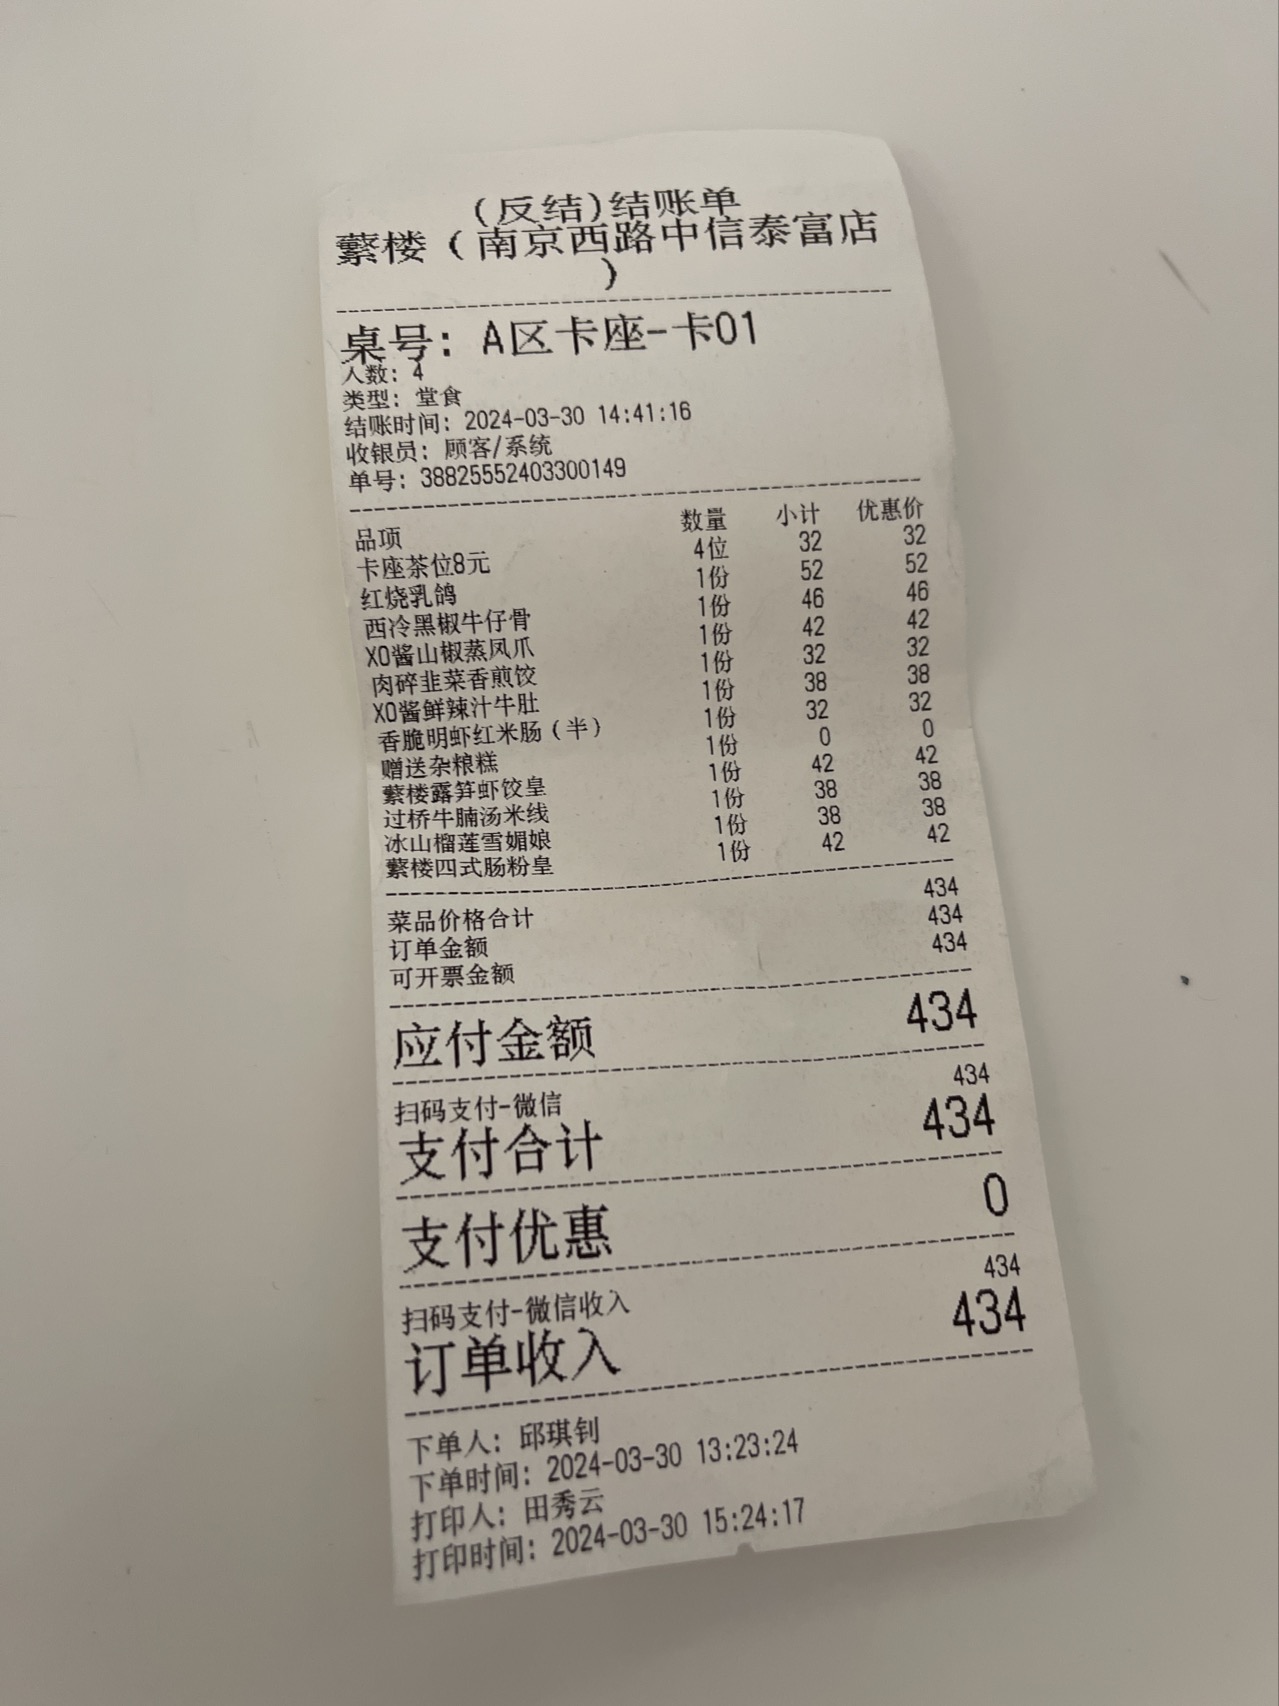 (反结)结账单
蘩楼(南京西路中信泰富店
)
桌号: A区卡座-卡01
人数: 4
类型: 堂食
结账时间: 2024-03-30 14:41:16
收银员: 顾客/系统
单号: 38825552403300149
品项 数量 小计 优惠价
卡座茶位8元 4位 32 32
红烧乳鸽 1份 52 52
西冷黑椒牛仔骨 1份 46 46
XO酱山椒蒸凤爪 1份 42 42
肉碎韭菜香煎饺 1份 32 32
XO酱鲜辣汁牛肚 1份 38 38
香脆明虾红米肠(半) 1份 32 32
赠送杂粮糕 1份 0 0
蘩楼露笋虾饺皇 1份 42 42
过桥牛腩汤米线 1份 38 38
冰山榴莲雪媚娘 1份 38 38
蘩楼四式肠粉皇 1份 42 42
菜品价格合计 434
订单金额 434
可开票金额 434
应付金额 434
扫码支付-微信 434
支付合计 434
支付优惠 0
扫码支付-微信收入 434
订单收入 434
下单人: 邱琪钊
下单时间: 2024-03-30 13:23:24
打印人: 田秀云
打印时间: 2024-03-30 15:24:17